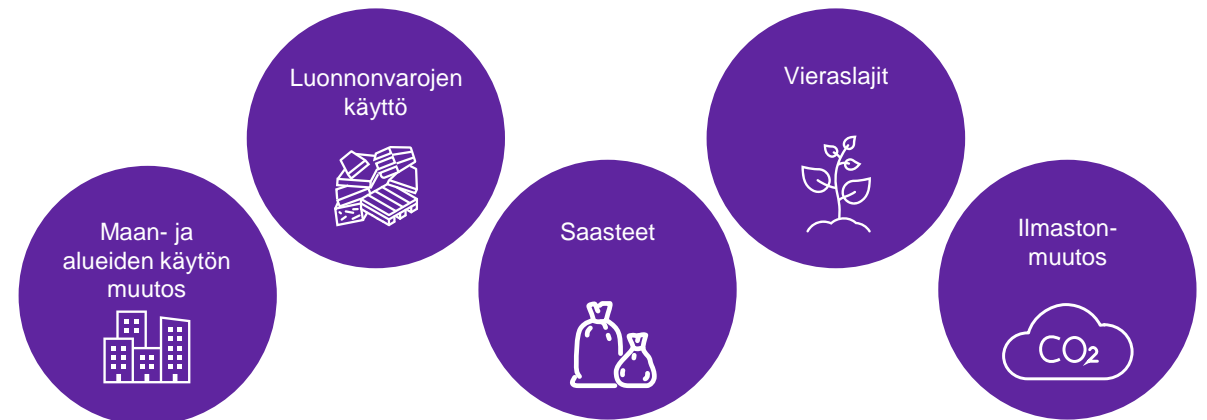 Maan- ja
alueiden käytön
muutos
Luonnonvarojen
käyttö
Saasteet
Vieraslajit
Ilmaston-
muutos
CO2